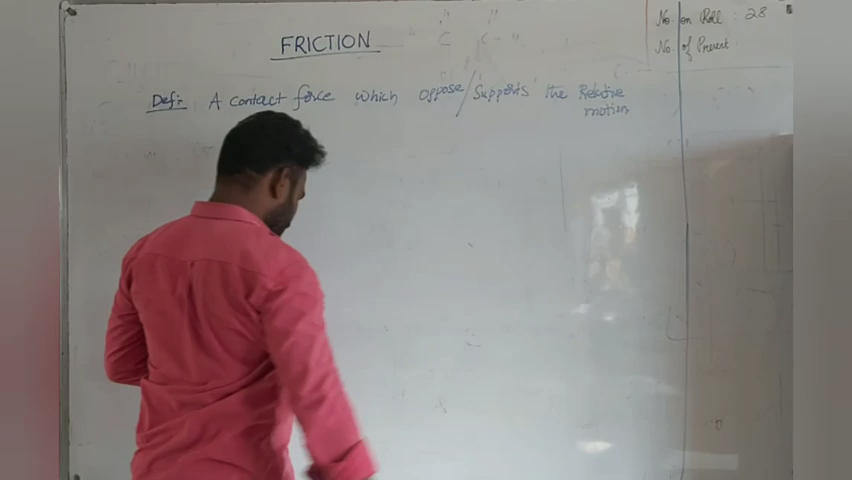 No. on Roll : 28
No. of Present
FRICTION
Def:- A contact force which oppose/supports the Relative
motion